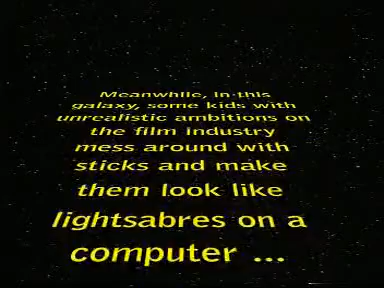 Meanwhile, in this
galaxy, some kids with
unrealistic ambitions on
the film industry
mess around with
sticks and make
them look like
lightsabres on a
computer ...